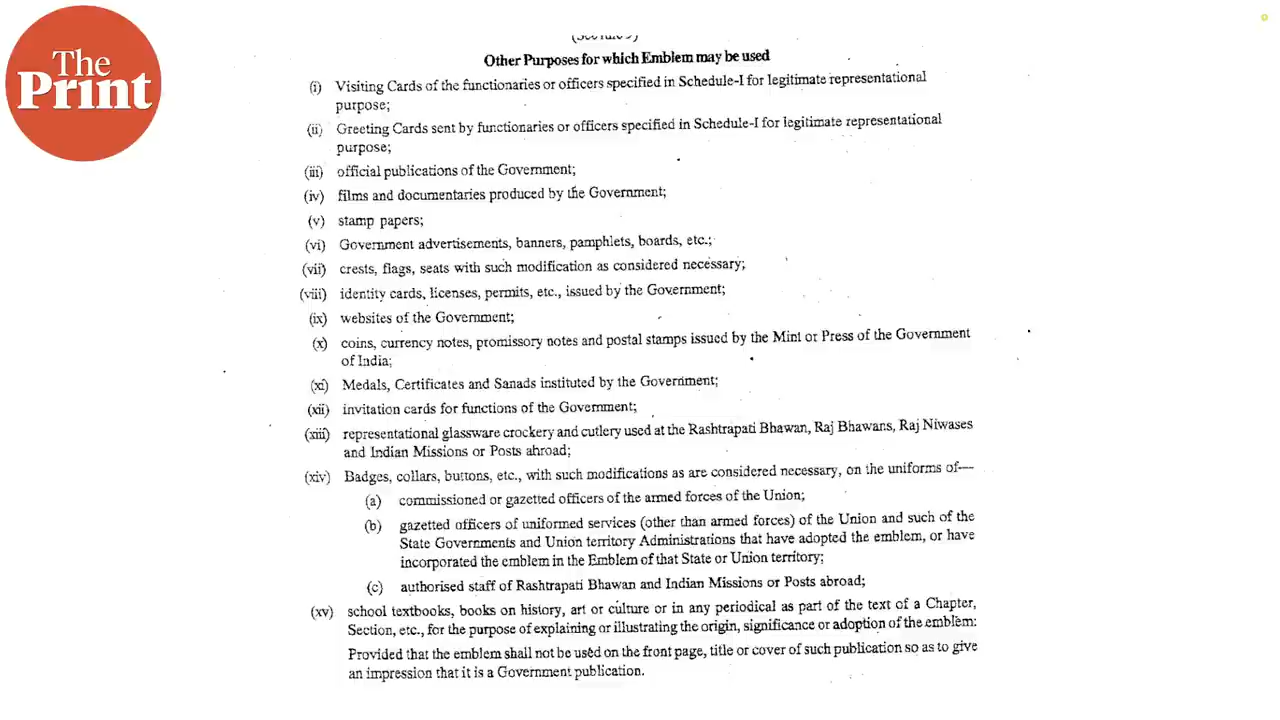 The
Print
Other Purposes for which Emblem may be used
(i) Visiting Cards of the functionaries or officers specified in Schedule-I for legitimate representational
purpose;
(ii) Greeting Cards sent by functionaries or officers specified in Schedule-I for legitimate representational
purpose;
(iii) official publications of the Government;
(iv) films and documentaries produced by the Government;
(v) stamp papers;
(vi) Government advertisements, banners, pamphlets, boards, etc.;
(vii) crests, flags, seats with such modification as considered necessary;
(viii) identity cards, licenses, permits, etc., issued by the Government;
(ix) websites of the Government;
(x) coins, currency notes, promissory notes and postal stamps issued by the Mint or Press of the Government
of India;
(xi) Medals, Certificates and Sanads instituted by the Government;
(xii) invitation cards for functions of the Government;
(xiii) representational glassware crockery and cutlery used at the Rashtrapati Bhawan, Raj Bhawans, Raj Niwases
and Indian Missions or Posts abroad;
(xiv) Badges, collars, buttons, etc., with such modifications as are considered necessary, on the uniforms of—
(a) commissioned or gazetted officers of the armed forces of the Union;
(b) gazetted officers of uniformed services (other than armed forces) of the Union and such of the
State Governments and Union territory Administrations that have adopted the emblem, or have
incorporated the emblem in the Emblem of that State or Union territory;
(c) authorised staff of Rashtrapati Bhawan and Indian Missions or Posts abroad;
(xv) school textbooks, books on history, art or culture or in any periodical as part of the text of a Chapter,
Section, etc., for the purpose of explaining or illustrating the origin, significance or adoption of the emblem:
Provided that the emblem shall not be used on the front page, title or cover of such publication so as to give
an impression that it is a Government publication.